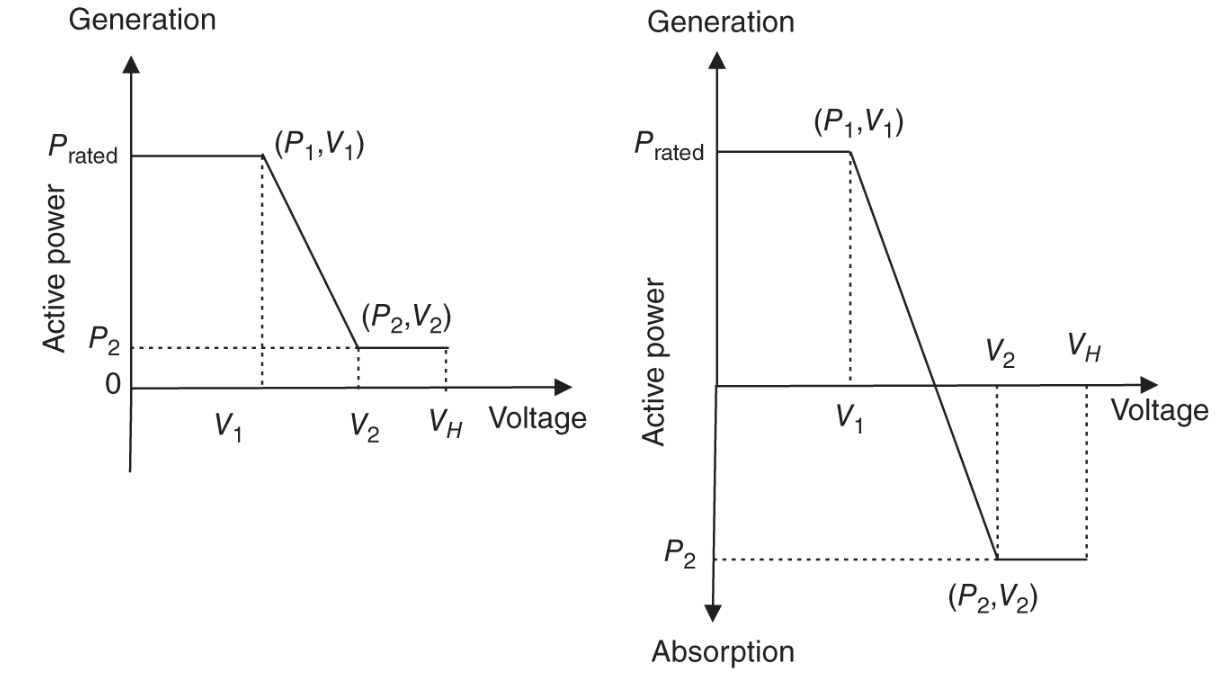 Generation
P_rated
(P_1,V_1)
Active power
(P_2,V_2)
P_2
0
V_1
V_2
V_H
Voltage
Generation
(P_1,V_1)
P_rated
Active power
V_2
V_H
V_1
Voltage
P_2
(P_2,V_2)
Absorption